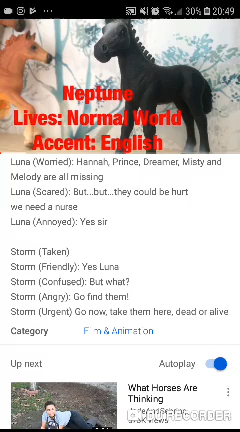 30% 20:49
Neptune
Lives: Normal World
Accent: English
Luna (Worried): Hannah, Prince, Dreamer, Misty and
Melody are all missing
Luna (Scared): But...but...they could be hurt
we need a nurse
Luna (Annoyed): Yes sir
Storm (Taken)
Storm (Friendly): Yes Luna
Storm (Confused): But what?
Storm (Angry): Go find them!
Storm (Urgent) Go now, take them here, dead or alive
Category Film & Animation
Up next Autoplay
What Horses Are
Thinking
RECORDER